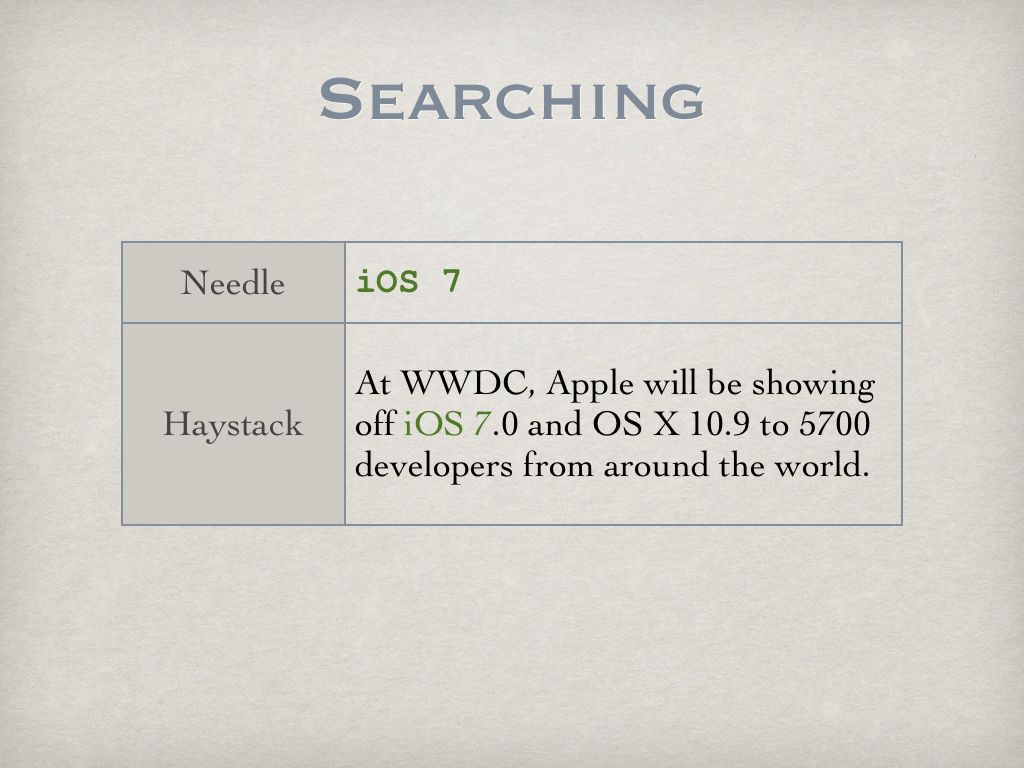 Searching
Needle
iOS 7
Haystack
At WWDC, Apple will be showing
off iOS 7.0 and OS X 10.9 to 5700
developers from around the world.